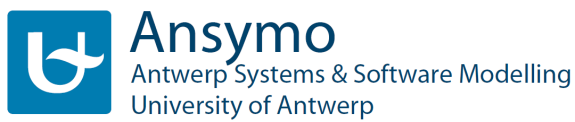 Ansymo
Antwerp Systems & Software Modelling
University of Antwerp